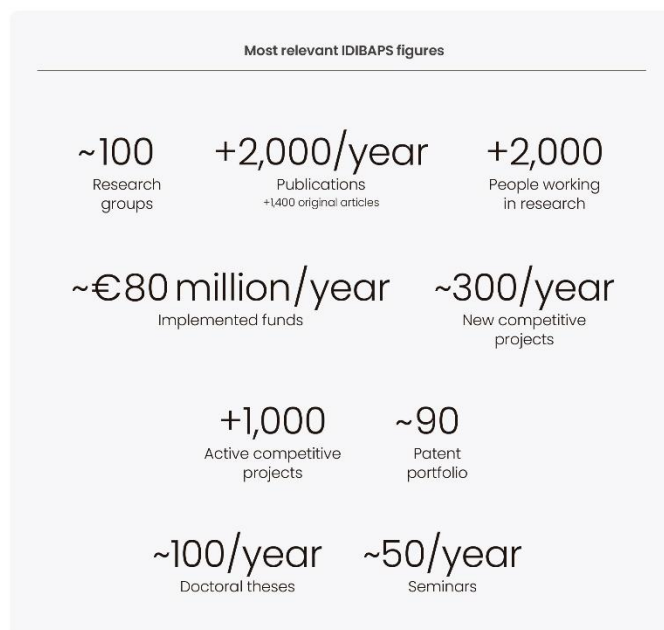 Most relevant IDIBAPS figures
~100
Research
groups
+2,000/year
Publications
+1,400 original articles
+2,000
People working
in research
~€80 million/year
Implemented funds
~300/year
New competitive
projects
+1,000
Active competitive
projects
~90
Patent
portfolio
~100/year
Doctoral theses
~50/year
Seminars